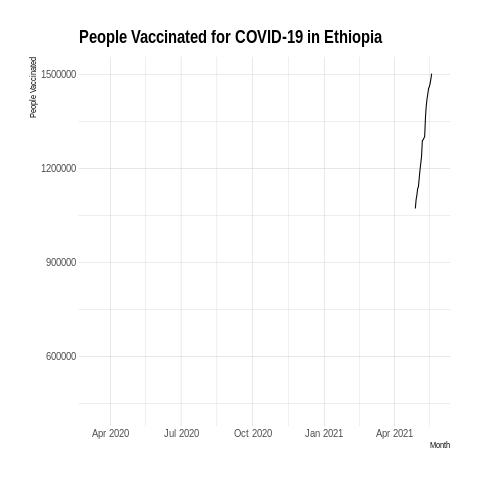 People Vaccinated for COVID-19 in Ethiopia
People Vaccinated
1500000
1200000
900000
600000
Apr 2020 Jul 2020 Oct 2020 Jan 2021 Apr 2021
Month